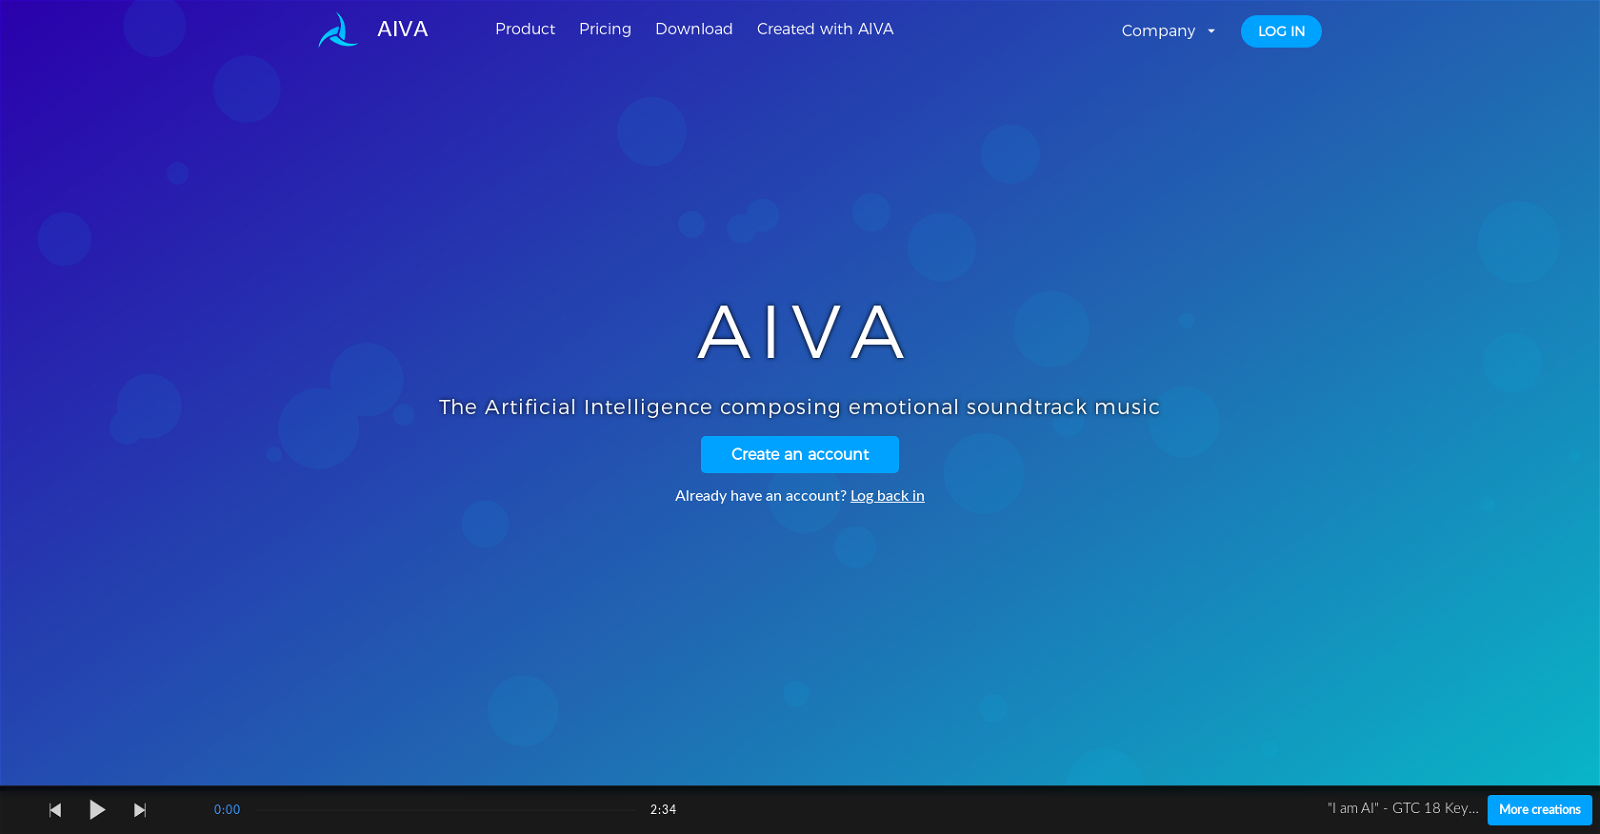 AIVA
Product
Pricing
Download
Created with AIVA
Company
LOG IN
AIVA
The Artificial Intelligence composing emotional soundtrack music
Create an account
Already have an account? Log back in
0:00
2:34
"I am AI" - GTC 18 Key...
More creations